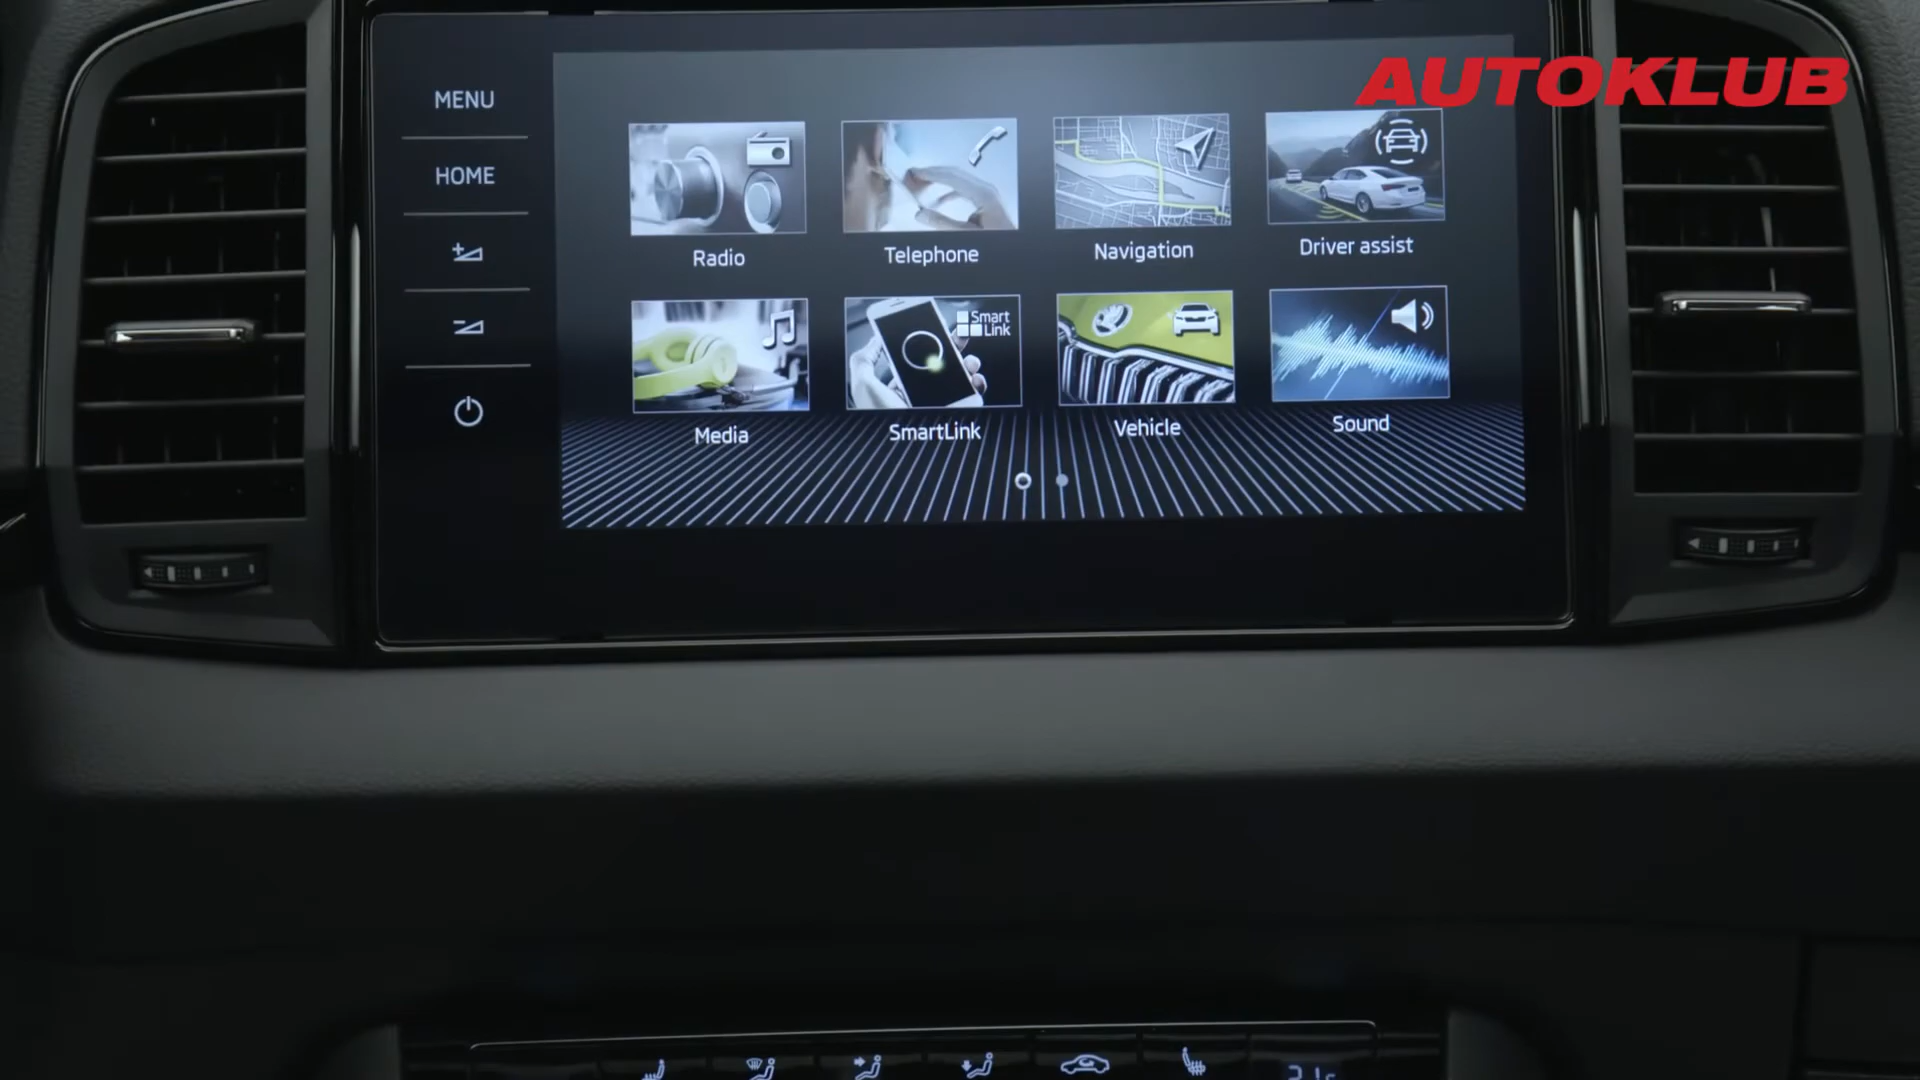 AUTOKLUB
MENU
HOME
Radio
Telephone
Navigation
Driver assist
Smart
Link
Media
SmartLink
Vehicle
Sound